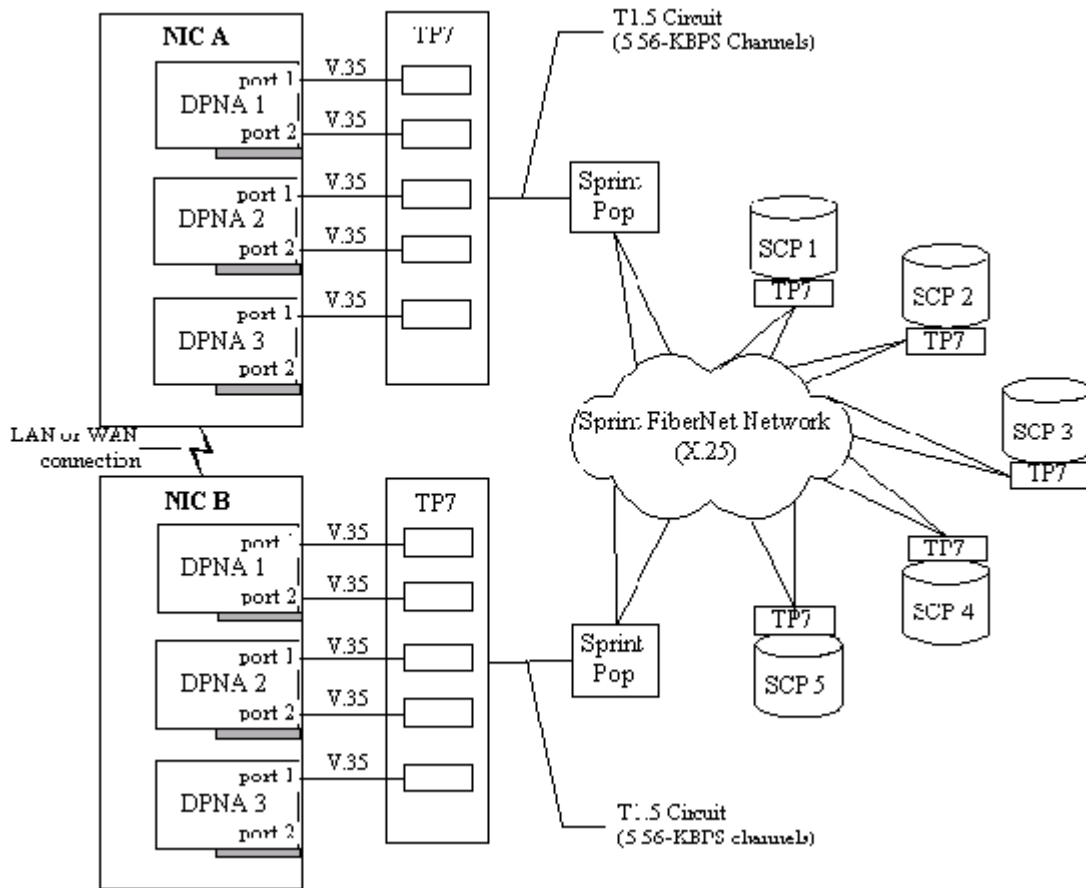 NIC A
TP7
T1.5 Circuit
(5.56-KBPS Channels)
port 1
DPNA 1
port 2
V.35
V.35
port 1
DPNA 2
port 2
V.35
V.35
port 1
DPNA 3
port 2
V.35
Sprint
Pop
SCP 1
TP7
SCP 2
TP7
SCP 3
TP7
Sprint FiberNet Network
(X.25)
LAN or WAN
connection
NIC B
TP7
port
DPNA 1
port 2
V.35
V.35
port 1
DPNA 2
port 2
V.35
V.35
port 1
DPNA 3
port 2
V.35
Sprint
Pop
TP7
SCP 4
TP7
SCP 5
T1.5 Circuit
(5.56-KBPS channels)